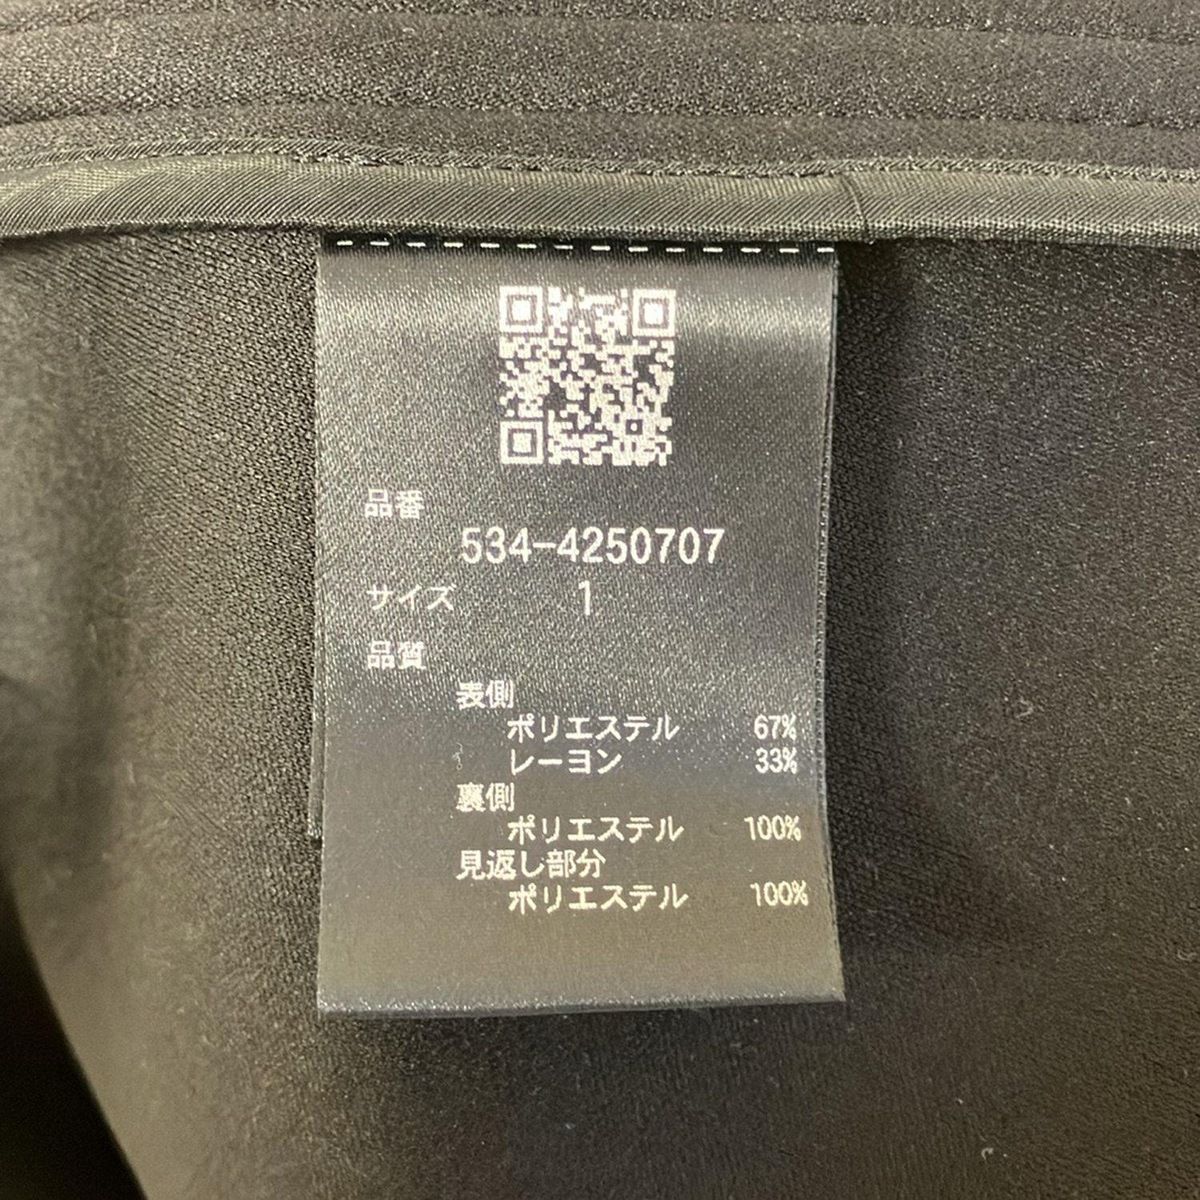 品番
534-4250707
サイズ 1
品質
表側
ポリエステル 67%
レーヨン 33%
裏側
ポリエステル 100%
見返し部分
ポリエステル 100%